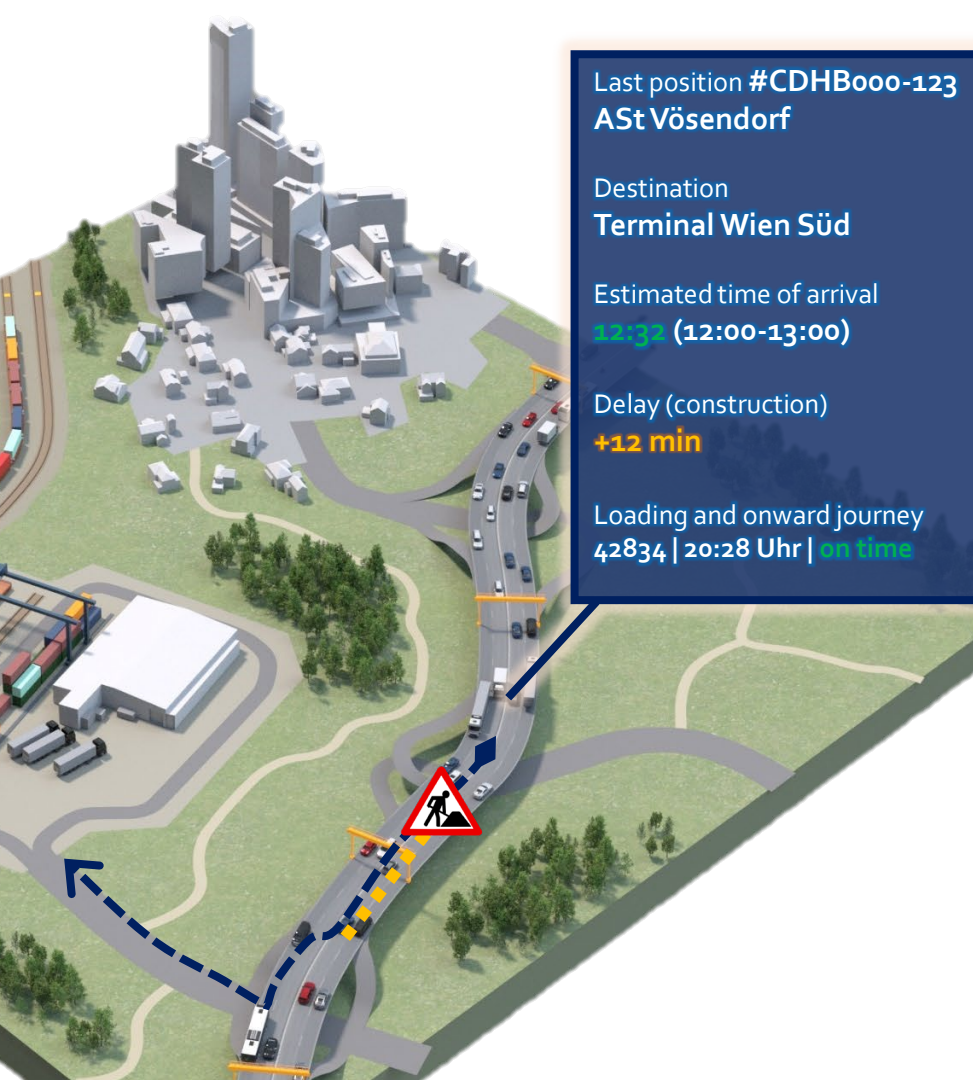 Last position #CDHB000-123
ASt Vösendorf
Destination
Terminal Wien Süd
Estimated time of arrival
12:32 (12:00-13:00)
Delay (construction)
+12 min
Loading and onward journey
42834 | 20:28 Uhr | on time